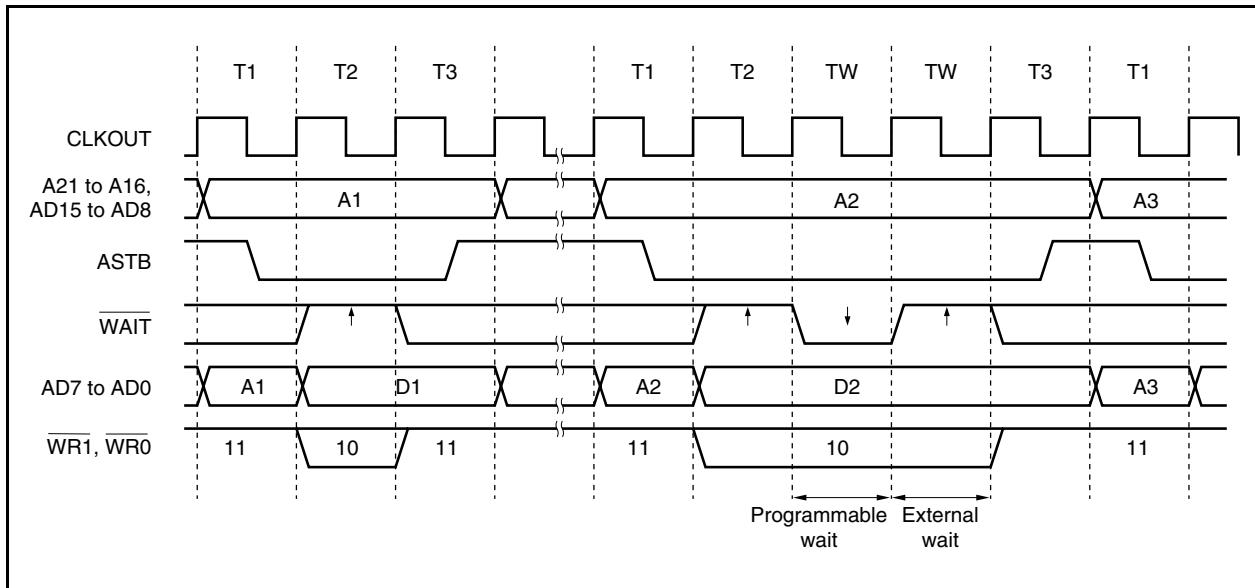 T1 T2 T3 T1 T2 TW TW T3 T1
CLKOUT
A21 to A16,
AD15 to AD8
A1 A2 A3
ASTB
WAIT
AD7 to AD0 A1 D1 A2 D2 A3
WR1, WR0 11 10 11 11 10 11
Programmable
wait
External
wait